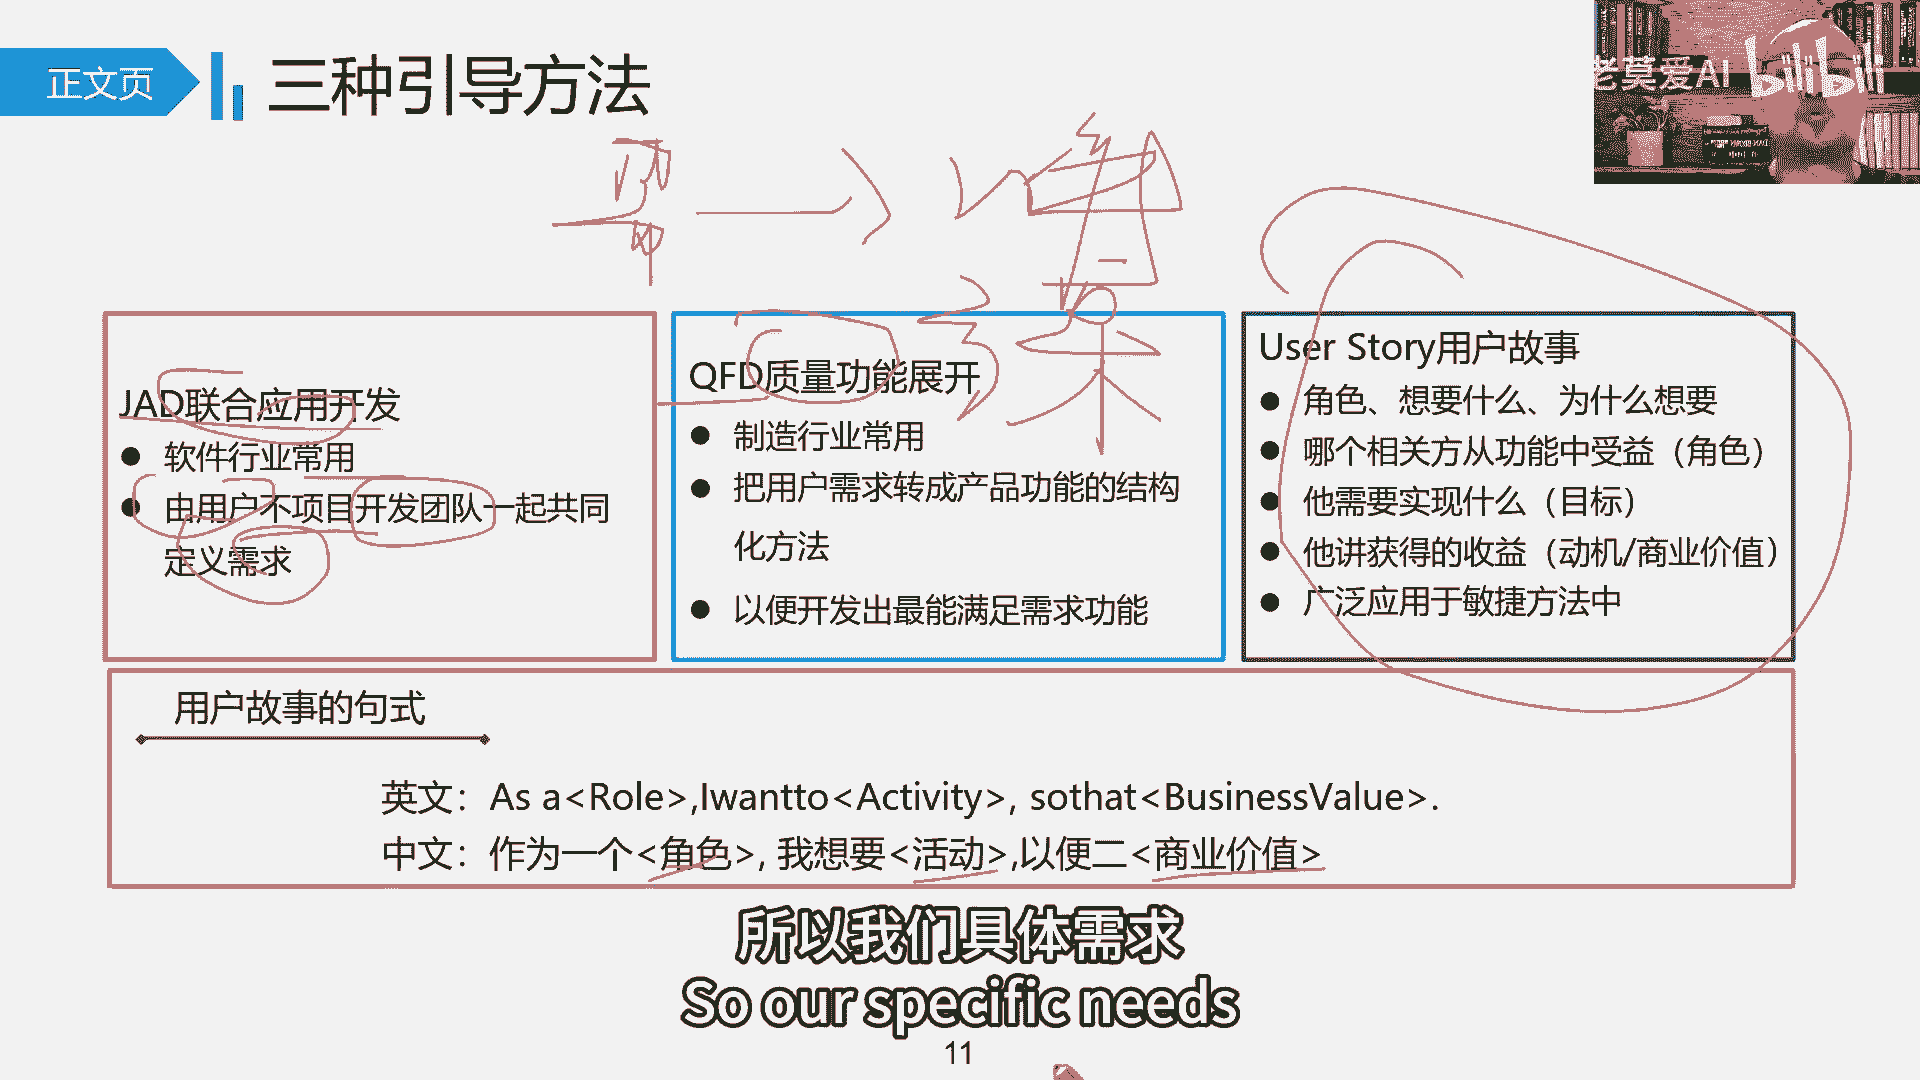 正文页
三种引导方法
老莫爱AI
bilibili
JAD联合应用开发
● 软件行业常用
● 由用户不项目开发团队一起共同
定义需求
QFD质量功能展开
● 制造行业常用
● 把用户需求转成产品功能的结构
化方法
● 以便开发出最能满足需求功能
User Story用户故事
● 角色、想要什么、为什么想要
● 哪个相关方从功能中受益（角色）
● 他需要实现什么（目标）
● 他讲获得的收益（动机/商业价值）
● 广泛应用于敏捷方法中
用户故事的句式
英文：As a<Role>,Iwantto<Activity>, sothat<BusinessValue>.
中文：作为一个<角色>, 我想要<活动>,以便二<商业价值>
所以我们具体需求
So our specific needs
11